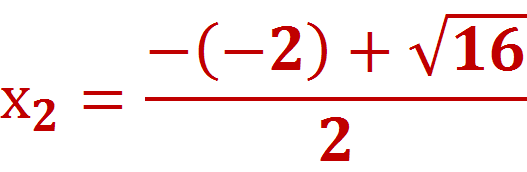 x₂ = (−(−2) + √16) / 2